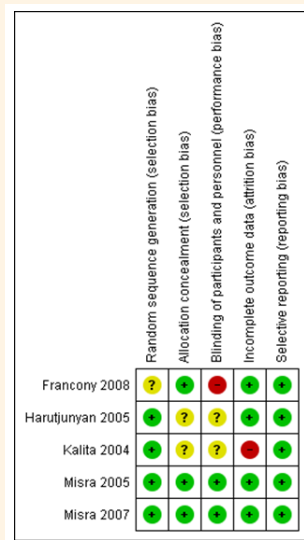 Random sequence generation (selection bias)
Allocation concealment (selection bias)
Blinding of participants and personnel (performance bias)
Incomplete outcome data (attrition bias)
Selective reporting (reporting bias)
Francony 2008 ? + - + +
Harutjunyan 2005 + ? ? + +
Kalita 2004 + ? ? - +
Misra 2005 + + + + +
Misra 2007 + + + + +